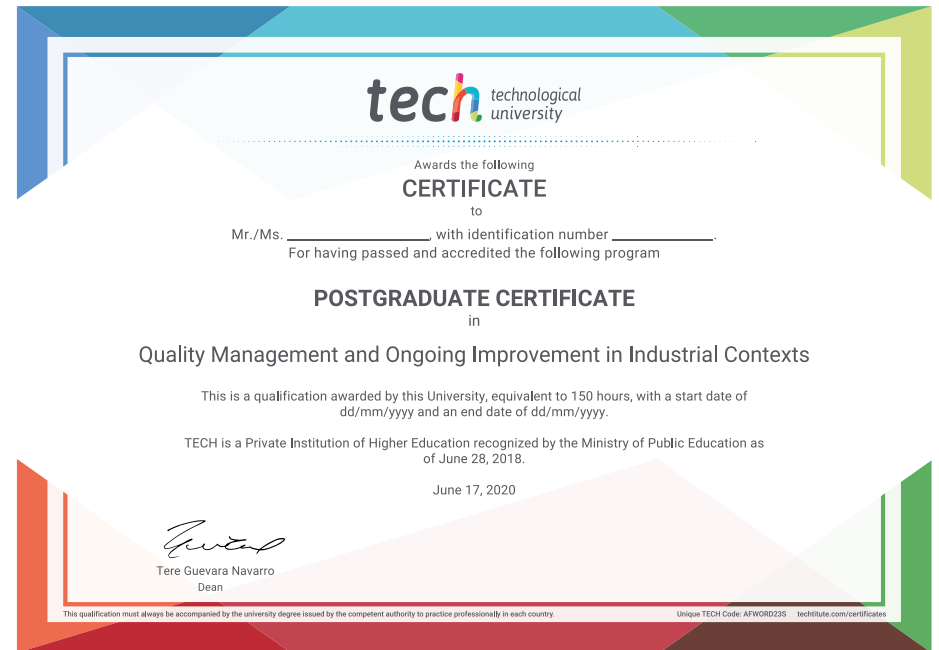 tech technological
university
Awards the following
CERTIFICATE
to
Mr./Ms. ____________________, with identification number ______________.
For having passed and accredited the following program
POSTGRADUATE CERTIFICATE
in
Quality Management and Ongoing Improvement in Industrial Contexts
This is a qualification awarded by this University, equivalent to 150 hours, with a start date of
dd/mm/yyyy and an end date of dd/mm/yyyy.
TECH is a Private Institution of Higher Education recognized by the Ministry of Public Education as
of June 28, 2018.
June 17, 2020
Tere Guevara Navarro
Dean
This qualification must always be accompanied by the university degree issued by the competent authority to practice professionally in each country.
Unique TECH Code: AFWORD23S techtitute.com/certificates